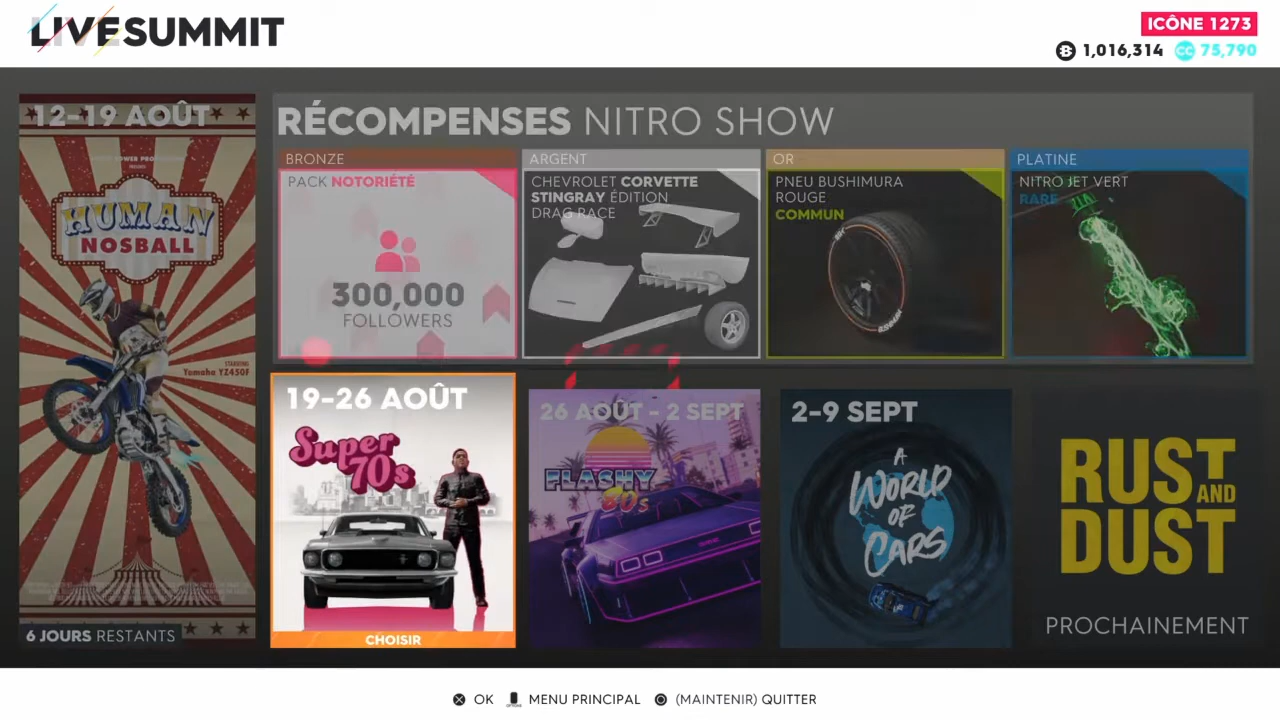 LIVESUMMIT
ICÔNE 1273
1,016,314 CC 75,790
12-19 AOÛT
HUMAN
NOSBALL
STARRING
Yamaha YZ450F
6 JOURS RESTANTS
RÉCOMPENSES NITRO SHOW
BRONZE
PACK NOTORIÉTÉ
300,000
FOLLOWERS
ARGENT
CHEVROLET CORVETTE
STINGRAY ÉDITION
DRAG RACE
OR
PNEU BUSHIMURA
ROUGE
COMMUN
PLATINE
NITRO JET VERT
RARE
19-26 AOÛT
Super
70s
CHOISIR
26 AOÛT - 2 SEPT
FLASHY
80s
2-9 SEPT
A
WORLD
OF
CARS
RUST
AND
DUST
PROCHAINEMENT
OK
OPTIONS
MENU PRINCIPAL
(MAINTENIR) QUITTER